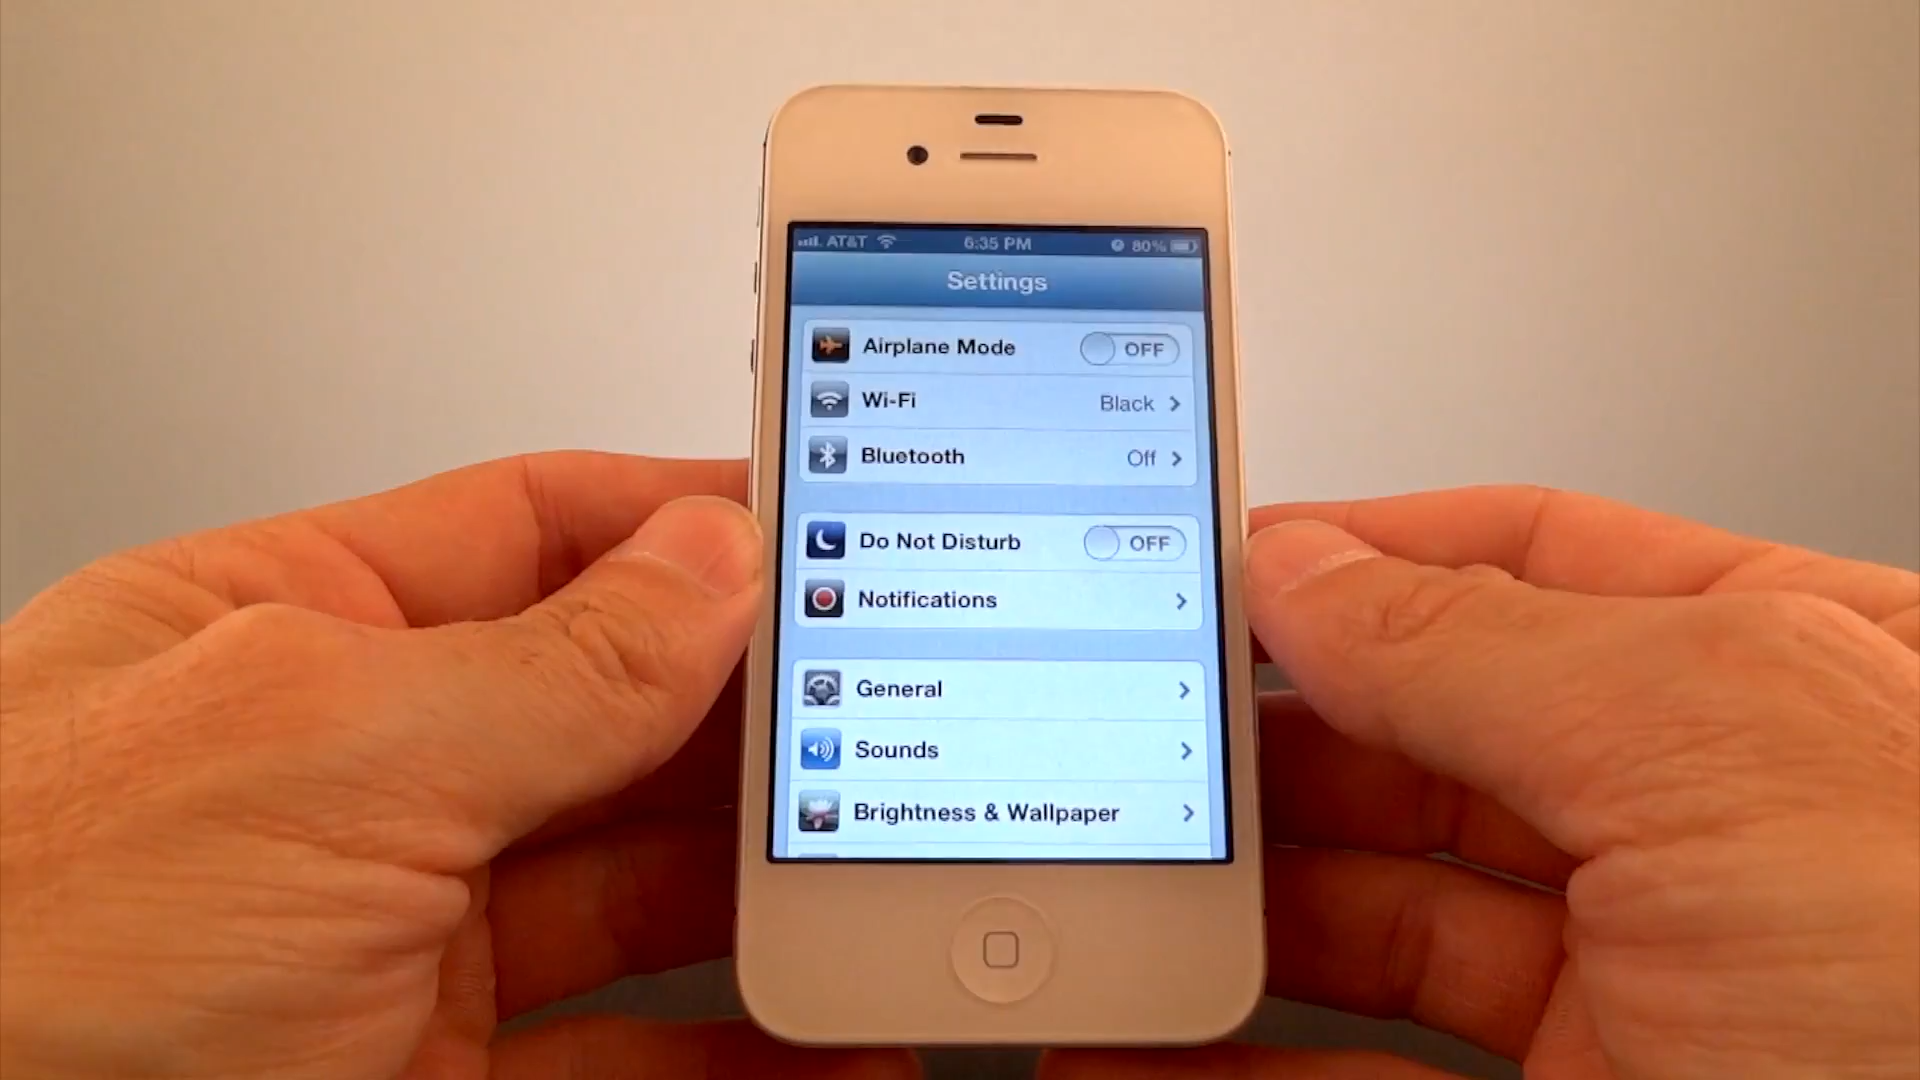 AT&T 6:35 PM 80%
Settings
Airplane Mode OFF
Wi-Fi Black
Bluetooth Off
Do Not Disturb OFF
Notifications
General
Sounds
Brightness & Wallpaper